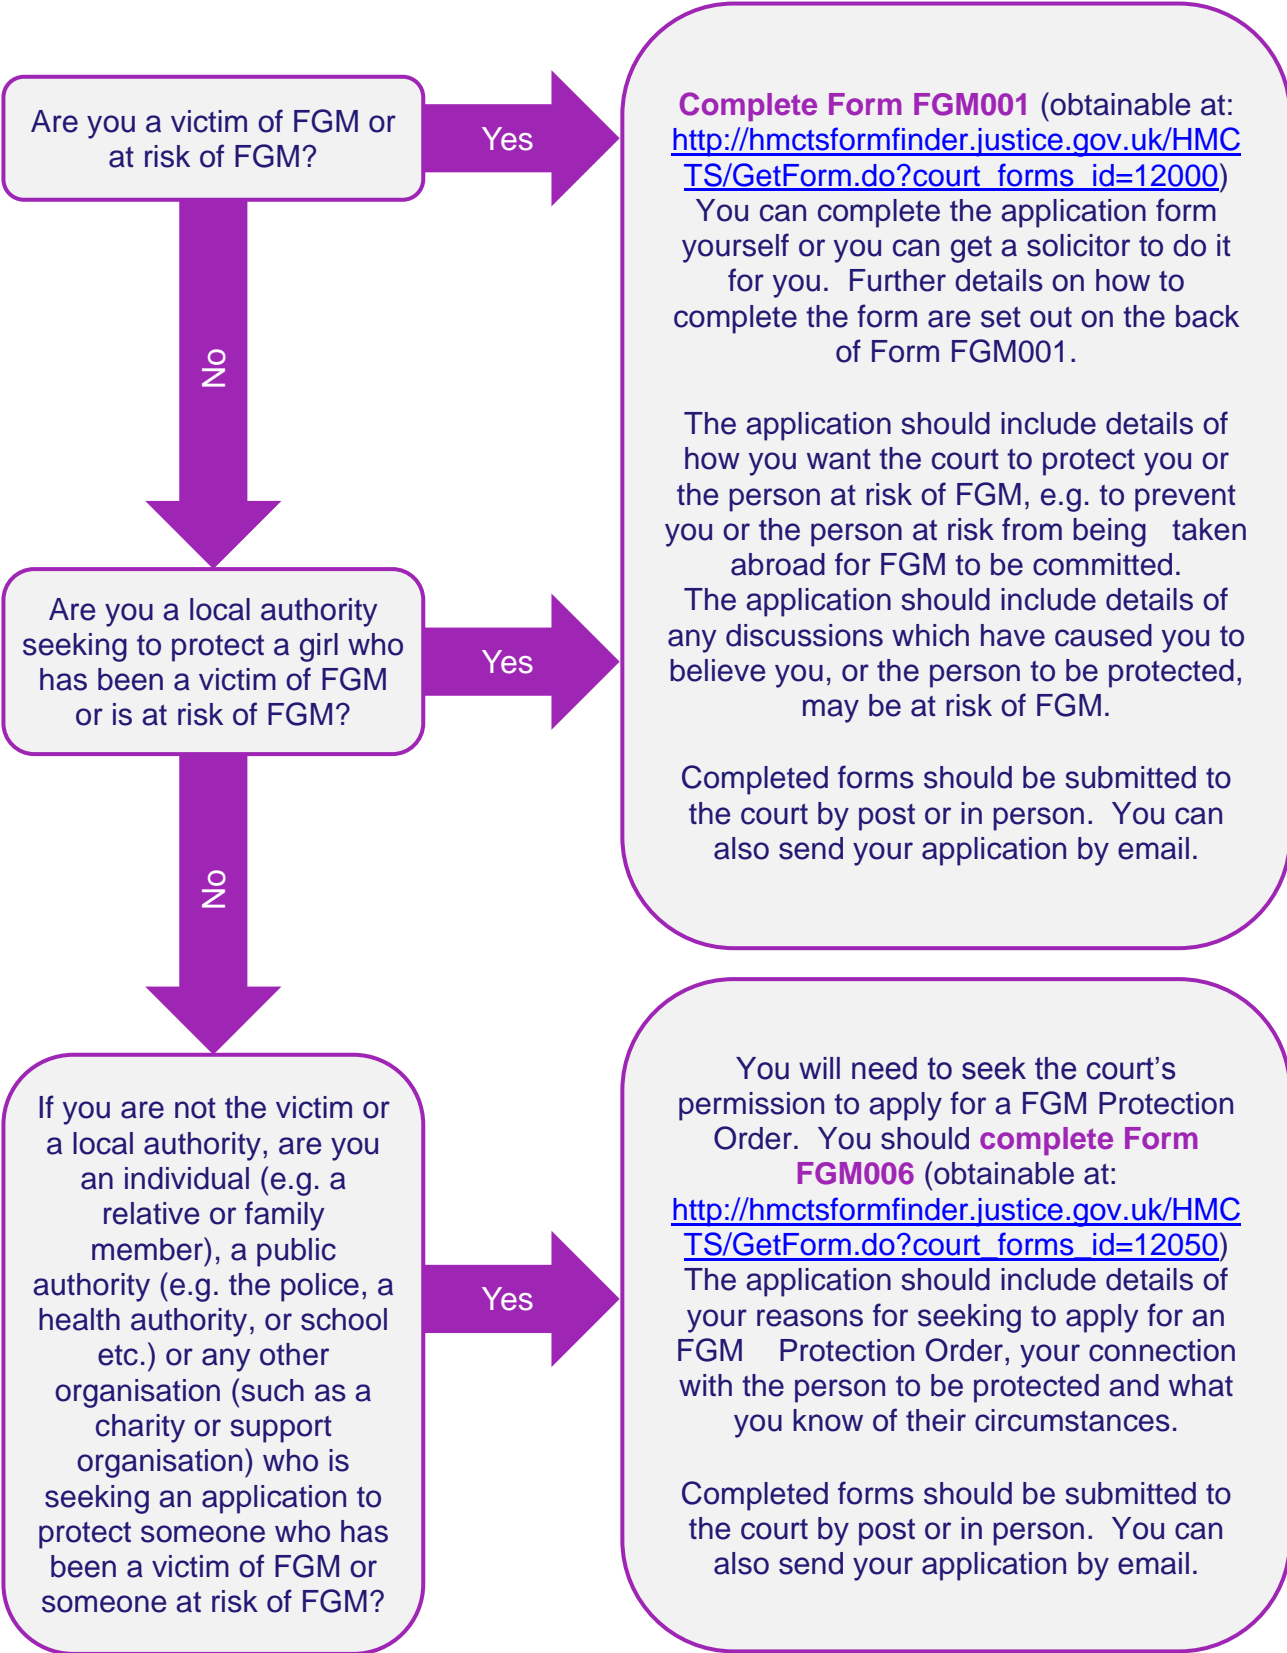 Are you a victim of FGM or
at risk of FGM?
Yes
Complete Form FGM001 (obtainable at:
http://hmctsformfinder.justice.gov.uk/HMC
TS/GetForm.do?court_forms_id=12000)
You can complete the application form
yourself or you can get a solicitor to do it
for you. Further details on how to
complete the form are set out on the back
of Form FGM001.
The application should include details of
how you want the court to protect you or
the person at risk of FGM, e.g. to prevent
you or the person at risk from being taken
abroad for FGM to be committed.
The application should include details of
any discussions which have caused you to
believe you, or the person to be protected,
may be at risk of FGM.
Completed forms should be submitted to
the court by post or in person. You can
also send your application by email.
No
Are you a local authority
seeking to protect a girl who
has been a victim of FGM
or is at risk of FGM?
Yes
No
If you are not the victim or
a local authority, are you
an individual (e.g. a
relative or family
member), a public
authority (e.g. the police, a
health authority, or school
etc.) or any other
organisation (such as a
charity or support
organisation) who is
seeking an application to
protect someone who has
been a victim of FGM or
someone at risk of FGM?
Yes
You will need to seek the court’s
permission to apply for a FGM Protection
Order. You should complete Form
FGM006 (obtainable at:
http://hmctsformfinder.justice.gov.uk/HMC
TS/GetForm.do?court_forms_id=12050)
The application should include details of
your reasons for seeking to apply for an
FGM Protection Order, your connection
with the person to be protected and what
you know of their circumstances.
Completed forms should be submitted to
the court by post or in person. You can
also send your application by email.